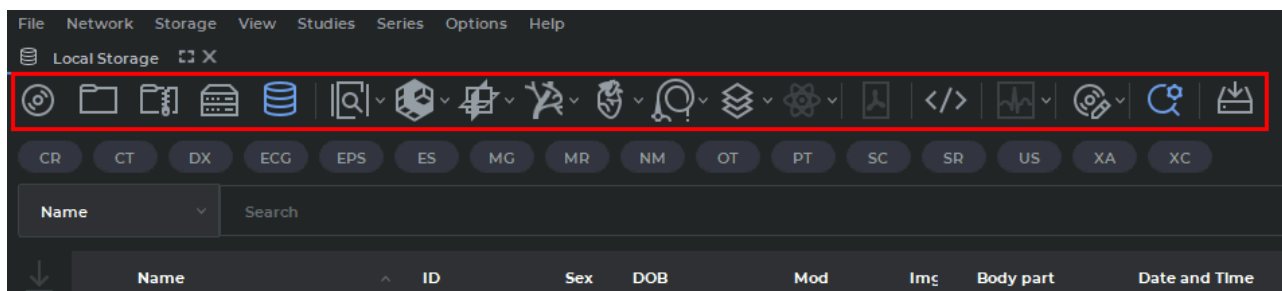 File Network Storage View Studies Series Options Help
Local Storage
CR CT DX ECG EPS ES MG MR NM OT PT SC SR US XA XC
Name Search
Name ID Sex DOB Mod Img Body part Date and Time